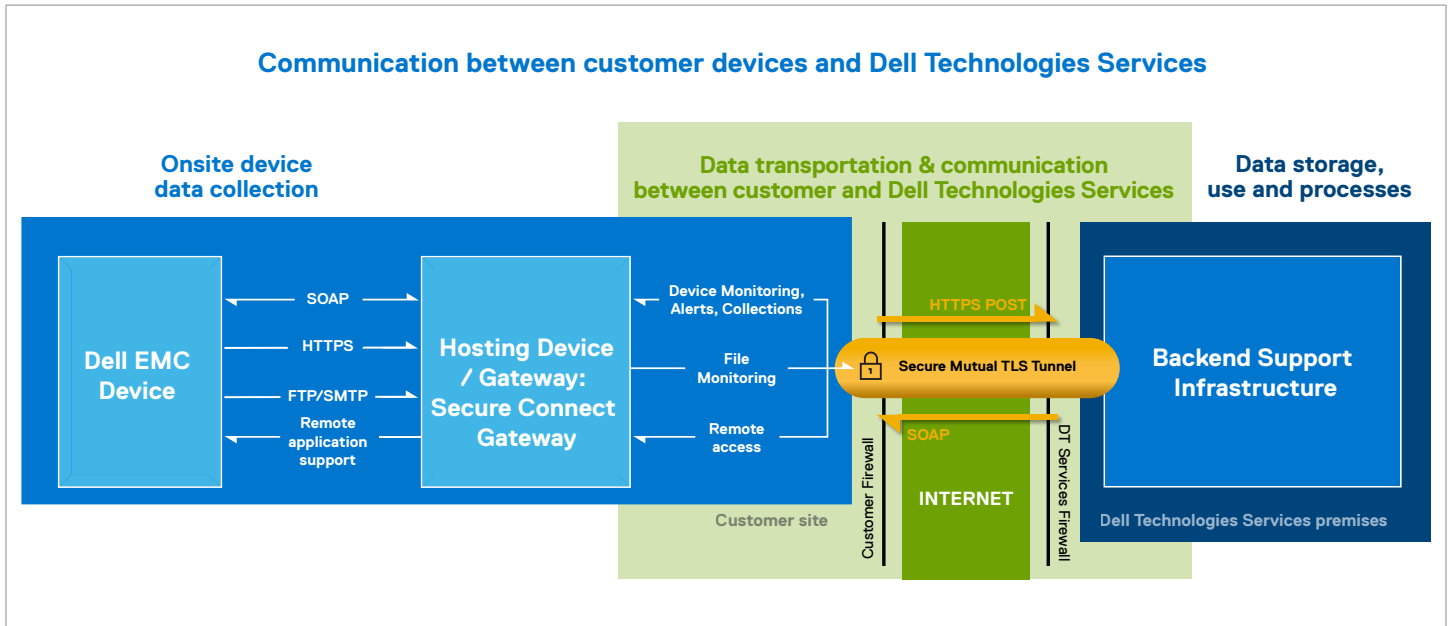 Communication between customer devices and Dell Technologies Services
Onsite device
data collection
Data transportation & communication
between customer and Dell Technologies Services
Data storage,
use and processes
Dell EMC
Device
SOAP
HTTPS
FTP/SMTP
Remote
application
support
Hosting Device
/ Gateway:
Secure Connect
Gateway
Device Monitoring,
Alerts, Collections
File
Monitoring
Remote
access
Customer site
Customer Firewall
HTTPS POST
1
Secure Mutual TLS Tunnel
SOAP
INTERNET
DT Services Firewall
Backend Support
Infrastructure
Dell Technologies Services premises